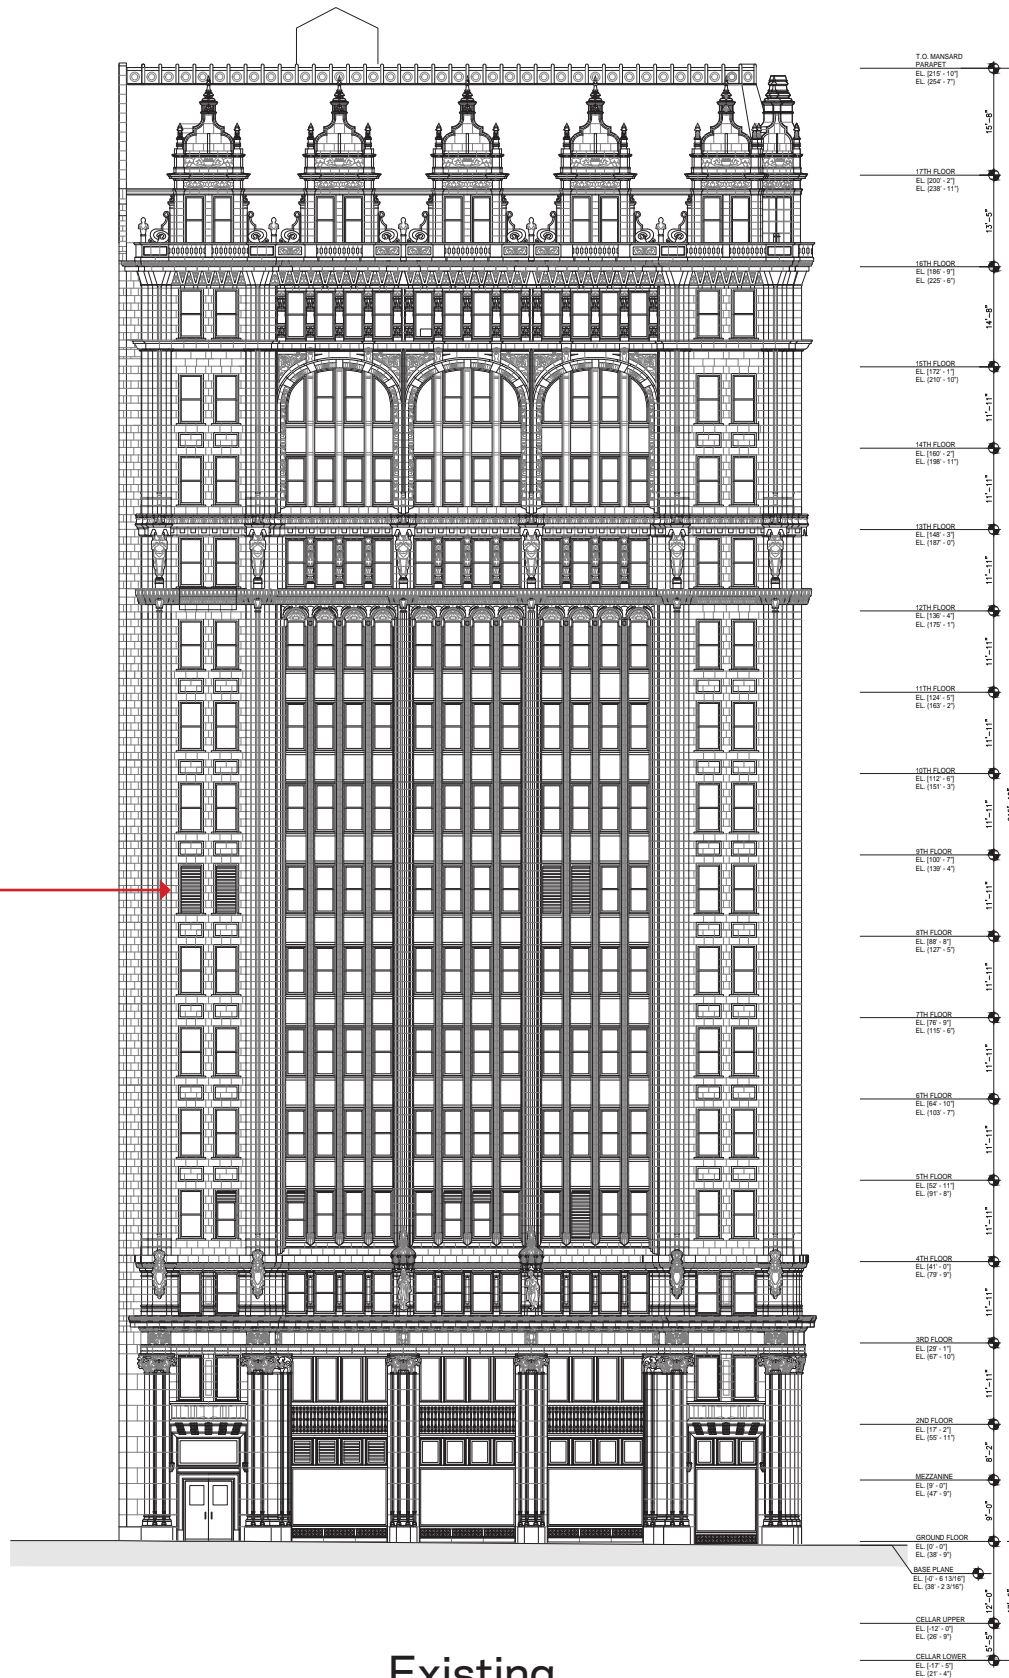 T.O. MANSARD
PARAPET
EL. [215' - 10"]
EL. (254' - 7")
15'-8"
17TH FLOOR
EL. [200' - 2"]
EL. (238' - 11")
13'-5"
16TH FLOOR
EL. [186' - 9"]
EL. (225' - 6")
14'-8"
15TH FLOOR
EL. [172' - 1"]
EL. (210' - 10")
11'-11"
14TH FLOOR
EL. [160' - 2"]
EL. (198' - 11")
11'-11"
13TH FLOOR
EL. [148' - 3"]
EL. (187' - 0")
11'-11"
12TH FLOOR
EL. [136' - 4"]
EL. (175' - 1")
11'-11"
11TH FLOOR
EL. [124' - 5"]
EL. (163' - 2")
11'-11"
10TH FLOOR
EL. [112' - 6"]
EL. (151' - 3")
11'-11"
9TH FLOOR
EL. [100' - 7"]
EL. (139' - 4")
11'-11"
8TH FLOOR
EL. [88' - 8"]
EL. (127' - 5")
11'-11"
7TH FLOOR
EL. [76' - 9"]
EL. (115' - 6")
11'-11"
6TH FLOOR
EL. [64' - 10"]
EL. (103' - 7")
11'-11"
5TH FLOOR
EL. [52' - 11"]
EL. (91' - 8")
11'-11"
4TH FLOOR
EL. [41' - 0"]
EL. (79' - 9")
11'-11"
3RD FLOOR
EL. [29' - 1"]
EL. (67' - 10")
11'-11"
2ND FLOOR
EL. [17' - 2"]
EL. (55' - 11")
8'-2"
MEZZANINE
EL. [9' - 0"]
EL. (47' - 9")
9'-0"
GROUND FLOOR
EL. [0' - 0"]
EL. (38' - 9")
BASE PLANE
EL. [-0' - 6 13/16"]
EL. (38' - 2 3/16")
12'-0"
CELLAR UPPER
EL. [-12' - 0"]
EL. (26' - 9")
5'-5"
CELLAR LOWER
EL. [-17' - 5"]
EL. (21' - 4")
Existing